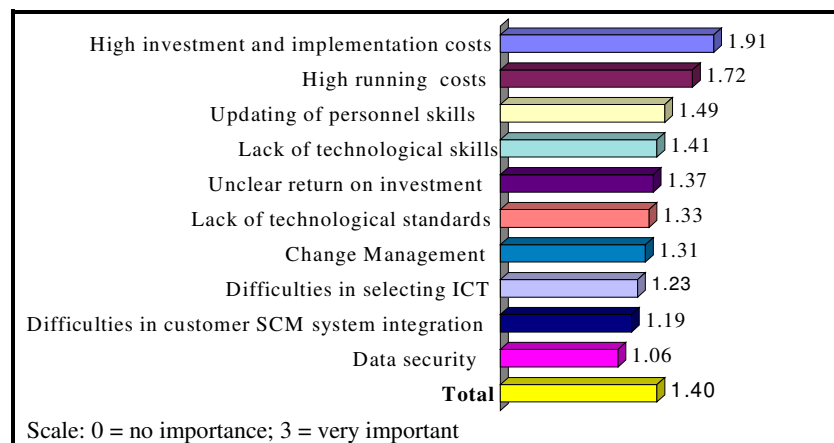 High investment and implementation costs 1.91
High running costs 1.72
Updating of personnel skills 1.49
Lack of technological skills 1.41
Unclear return on investment 1.37
Lack of technological standards 1.33
Change Management 1.31
Difficulties in selecting ICT 1.23
Difficulties in customer SCM system integration 1.19
Data security 1.06
Total 1.40
Scale: 0 = no importance; 3 = very important